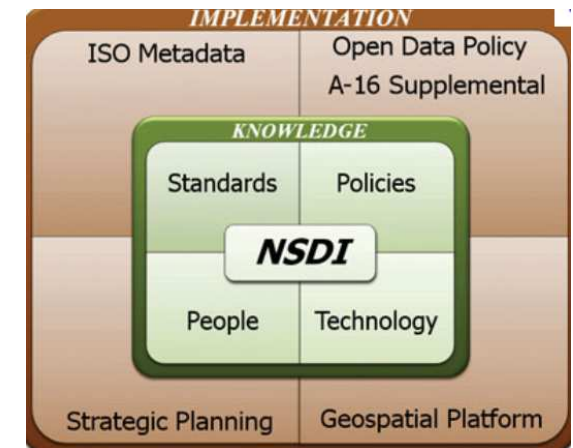 IMPLEMENTATION
ISO Metadata
Open Data Policy
A-16 Supplemental
KNOWLEDGE
Standards
Policies
NSDI
People
Technology
Strategic Planning
Geospatial Platform